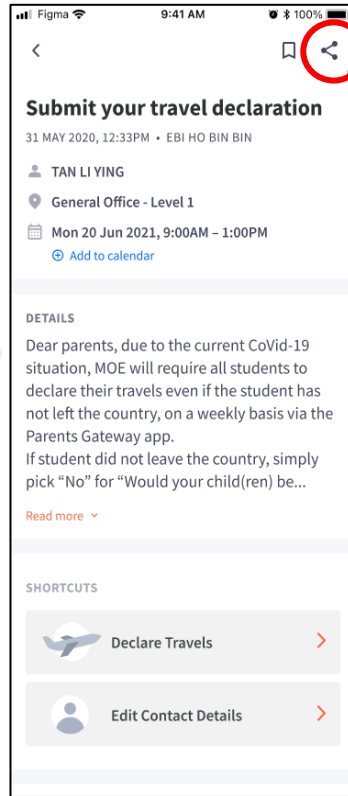 Figma 9:41 AM 100%
Submit your travel declaration
31 MAY 2020, 12:33PM • EBI HO BIN BIN
TAN LI YING
General Office - Level 1
Mon 20 Jun 2021, 9:00AM – 1:00PM
Add to calendar
DETAILS
Dear parents, due to the current CoVid-19
situation, MOE will require all students to
declare their travels even if the student has
not left the country, on a weekly basis via the
Parents Gateway app.
If student did not leave the country, simply
pick “No” for “Would your child(ren) be...
Read more
SHORTCUTS
Declare Travels
Edit Contact Details